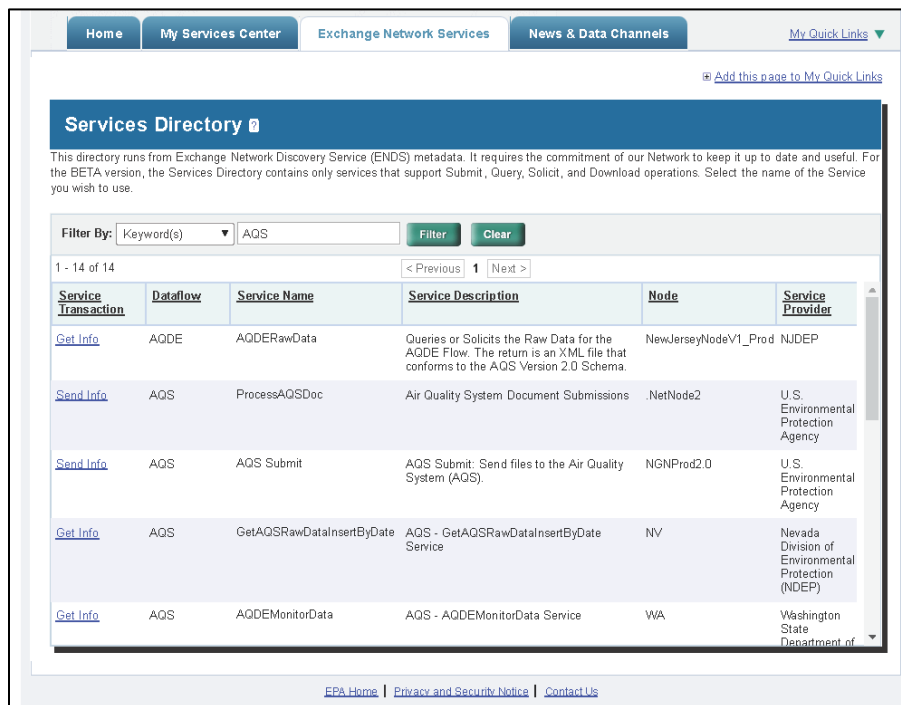 Home My Services Center Exchange Network Services News & Data Channels My Quick Links
Add this page to My Quick Links
Services Directory ?
This directory runs from Exchange Network Discovery Service (ENDS) metadata. It requires the commitment of our Network to keep it up to date and useful. For
the BETA version, the Services Directory contains only services that support Submit, Query, Solicit, and Download operations. Select the name of the Service
you wish to use.
Filter By: Keyword(s) AQS Filter Clear
1 - 14 of 14 < Previous 1 Next >
Service Transaction Dataflow Service Name Service Description Node Service Provider
Get Info AQDE AQDERawData Queries or Solicits the Raw Data for the NewJerseyNodeV1_Prod NJDEP
AQDE Flow. The return is an XML file that
conforms to the AQS Version 2.0 Schema.
Send Info AQS ProcessAQSDoc Air Quality System Document Submissions .NetNode2 U.S.
Environmental
Protection
Agency
Send Info AQS AQS Submit AQS Submit: Send files to the Air Quality NGNProd2.0 U.S.
System (AQS). Environmental
Protection
Agency
Get Info AQS GetAQSRawDataInsertByDate AQS - GetAQSRawDataInsertByDate NV Nevada
Service Division of
Environmental
Protection
(NDEP)
Get Info AQS AQDEMonitorData AQS - AQDEMonitorData Service WA Washington
State
Department of
EPA Home | Privacy and Security Notice | Contact Us